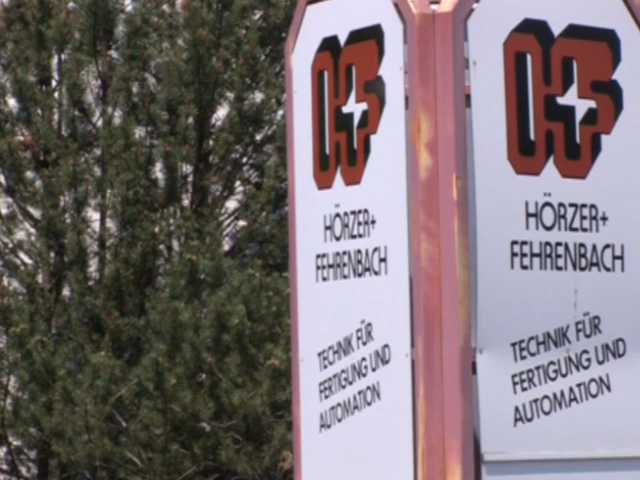 HÖRZER+
FEHRENBACH
TECHNIK FÜR
FERTIGUNG UND
AUTOMATION
HÖRZER+
FEHRENBACH
TECHNIK FÜR
FERTIGUNG UND
AUTOMATION